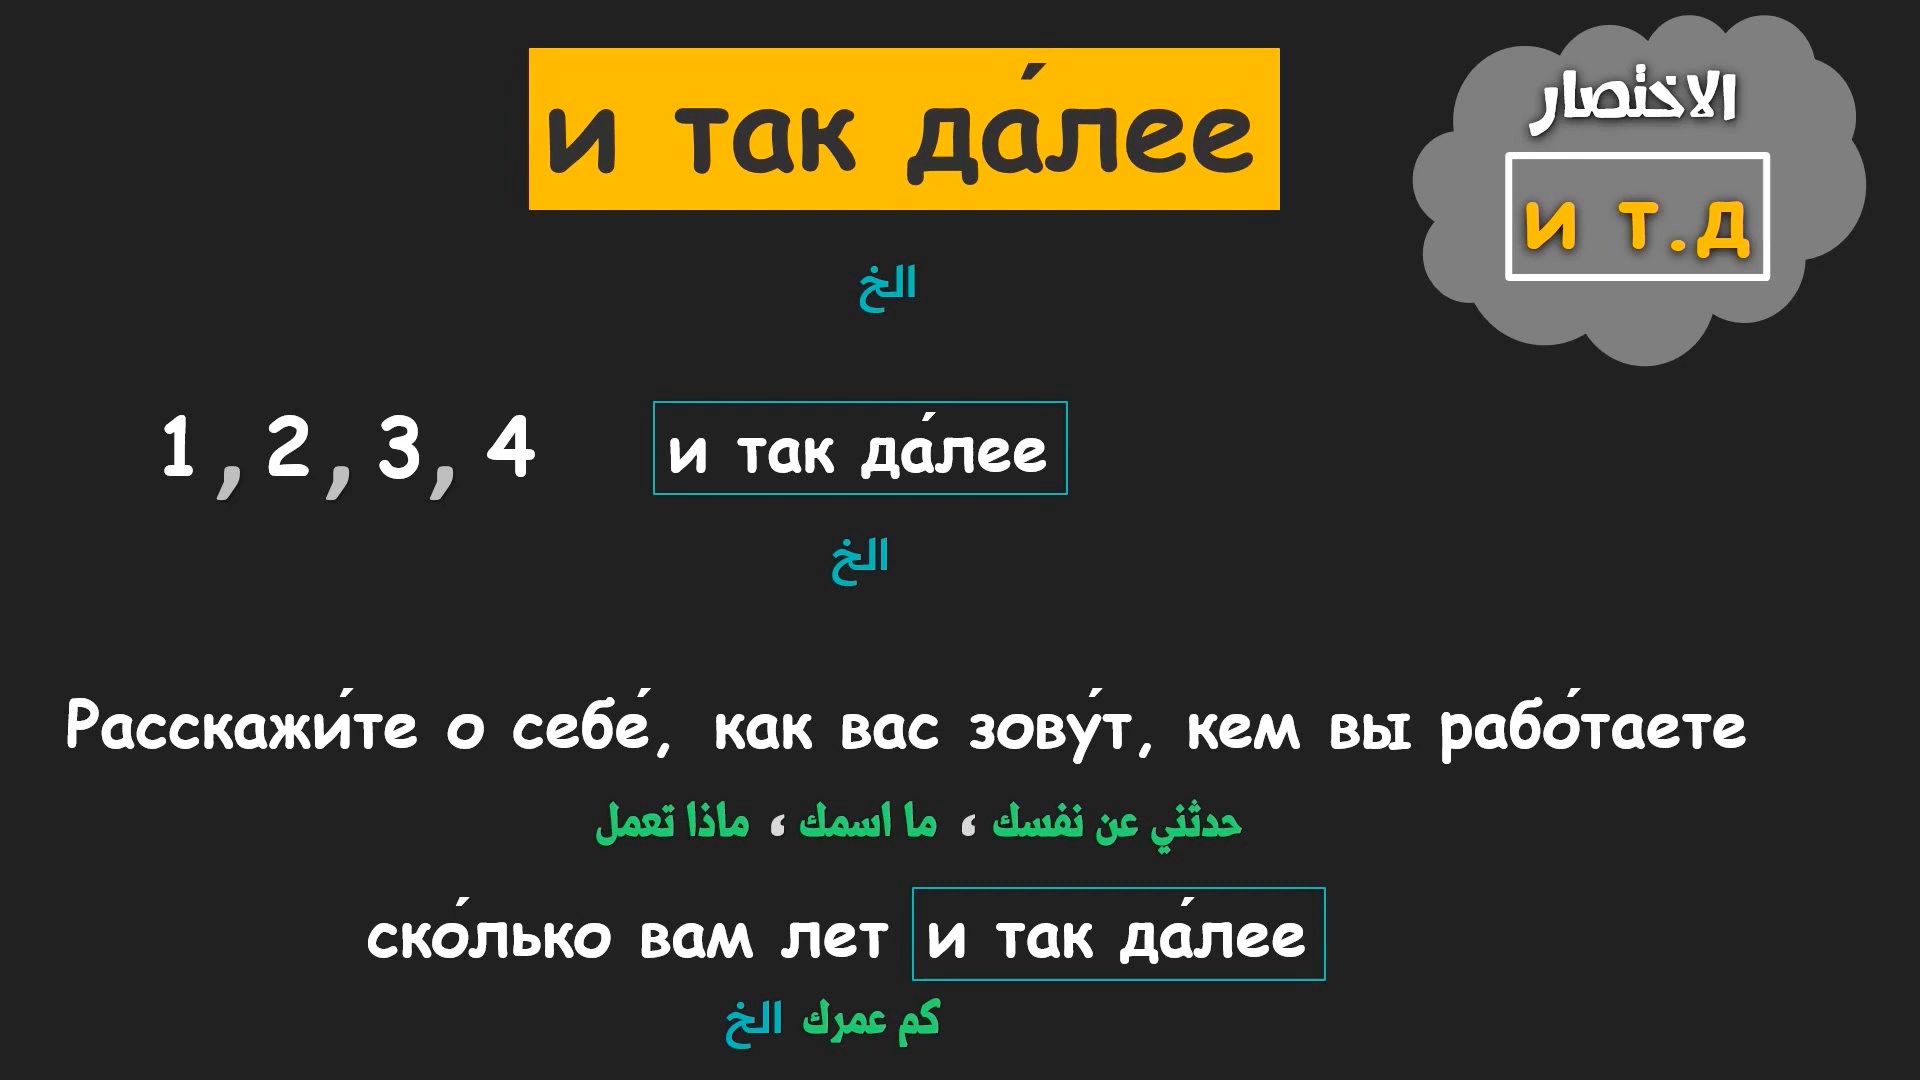 и так да́лее
الاختصار
и т.д
الخ
1, 2, 3, 4 и так да́лее
الخ
Расскажи́те о себе́, как вас зову́т, кем вы рабо́таете
حدثني عن نفسك ، ما اسمك ، ماذا تعمل
ско́лько вам лет и так да́лее
كم عمرك الخ